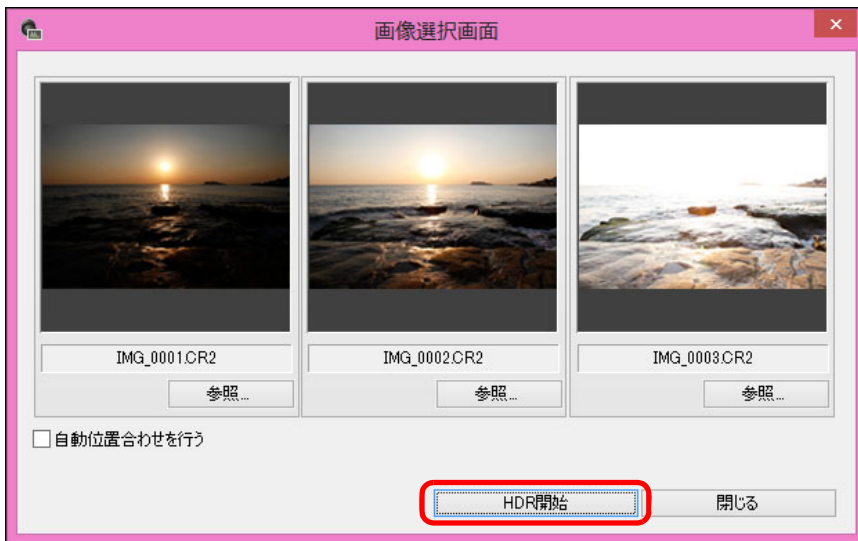 画像選択画面
IMG_0001.CR2
IMG_0002.CR2
IMG_0003.CR2
参照...
参照...
参照...
自動位置合わせを行う
HDR開始
閉じる